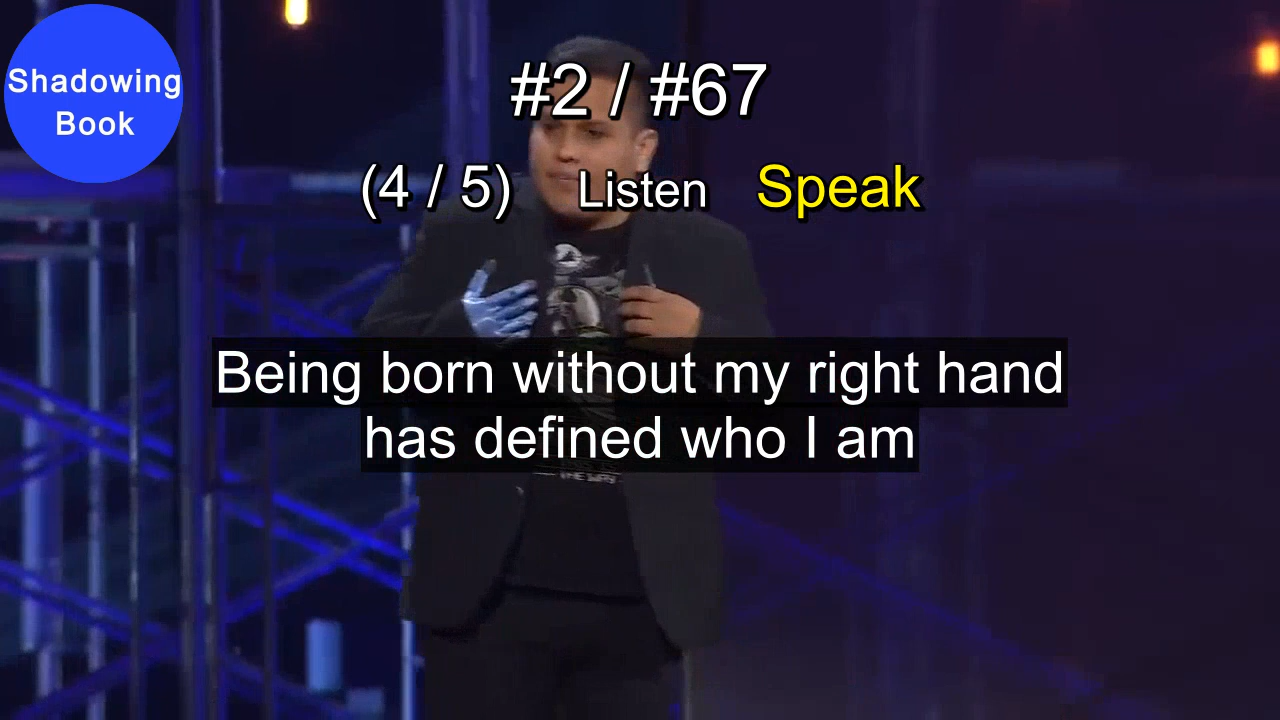 Shadowing
Book
#2 / #67
(4 / 5) Listen Speak
Being born without my right hand
has defined who I am